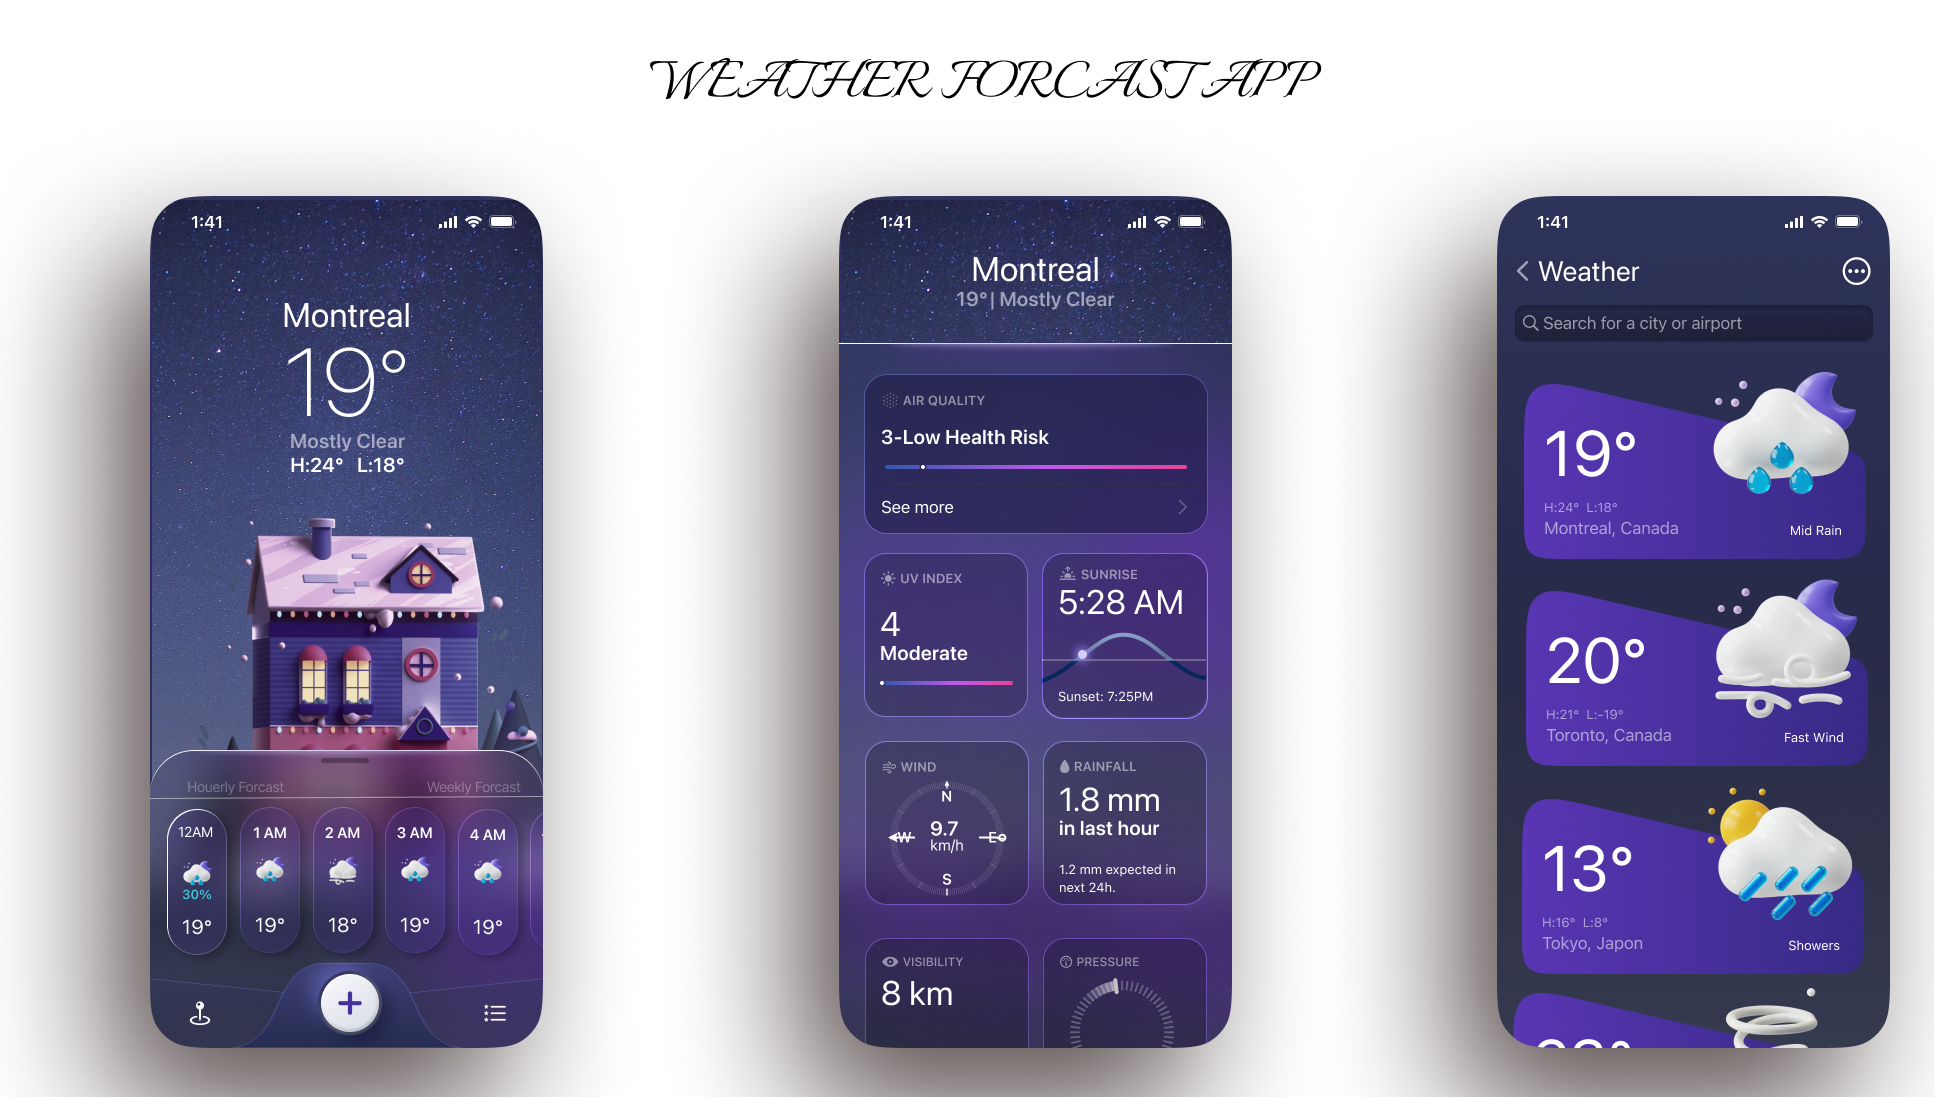 WEATHER FORCAST APP
1:41
Montreal
19°
Mostly Clear
H:24° L:18°
Houerly Forcast Weekly Forcast
12AM 1 AM 2 AM 3 AM 4 AM
30%
19° 19° 18° 19° 19°
1:41
Montreal
19° | Mostly Clear
AIR QUALITY
3-Low Health Risk
See more
UV INDEX
4
Moderate
SUNRISE
5:28 AM
Sunset: 7:25PM
WIND
N
W 9.7 E
km/h
S
RAINFALL
1.8 mm
in last hour
1.2 mm expected in
next 24h.
VISIBILITY
8 km
PRESSURE
1:41
Weather
Search for a city or airport
19°
H:24° L:18°
Montreal, Canada
Mid Rain
20°
H:21° L:-19°
Toronto, Canada
Fast Wind
13°
H:16° L:8°
Tokyo, Japon
Showers